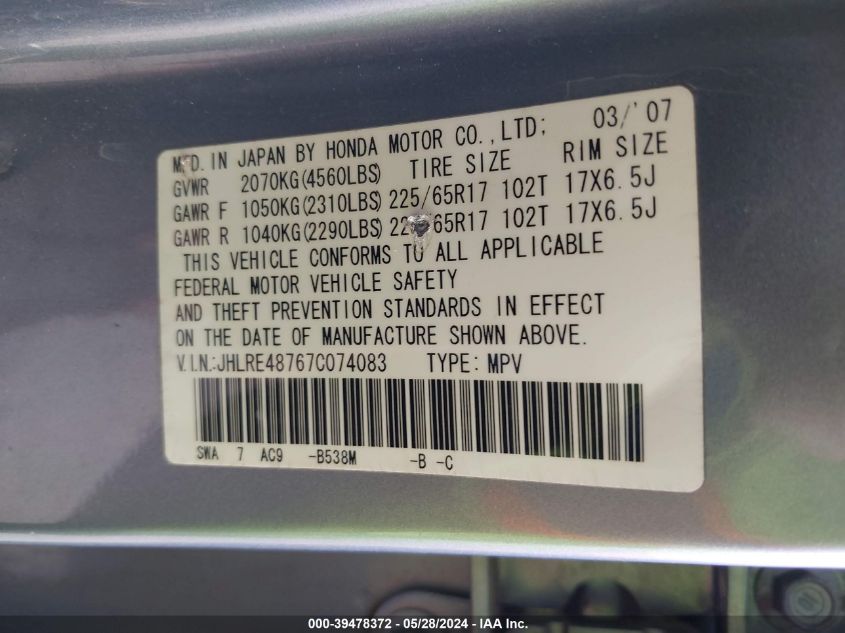 MFD. IN JAPAN BY HONDA MOTOR CO.,LTD; 03/'07
GVWR 2070KG(4560LBS) TIRE SIZE RIM SIZE
GAWR F 1050KG(2310LBS) 225/65R17 102T 17X6.5J
GAWR R 1040KG(2290LBS) 65R17 102T 17X6.5J
THIS VEHICLE CONFORMS TO ALL APPLICABLE
FEDERAL MOTOR VEHICLE SAFETY
AND THEFT PREVENTION STANDARDS IN EFFECT
ON THE DATE OF MANUFACTURE SHOWN ABOVE.
V.I.N.:JHLRE48767C074083 TYPE: MPV
SWA 7 AC9 -B538M -B -C
000-39478372 - 05/28/2024 - IAA Inc.